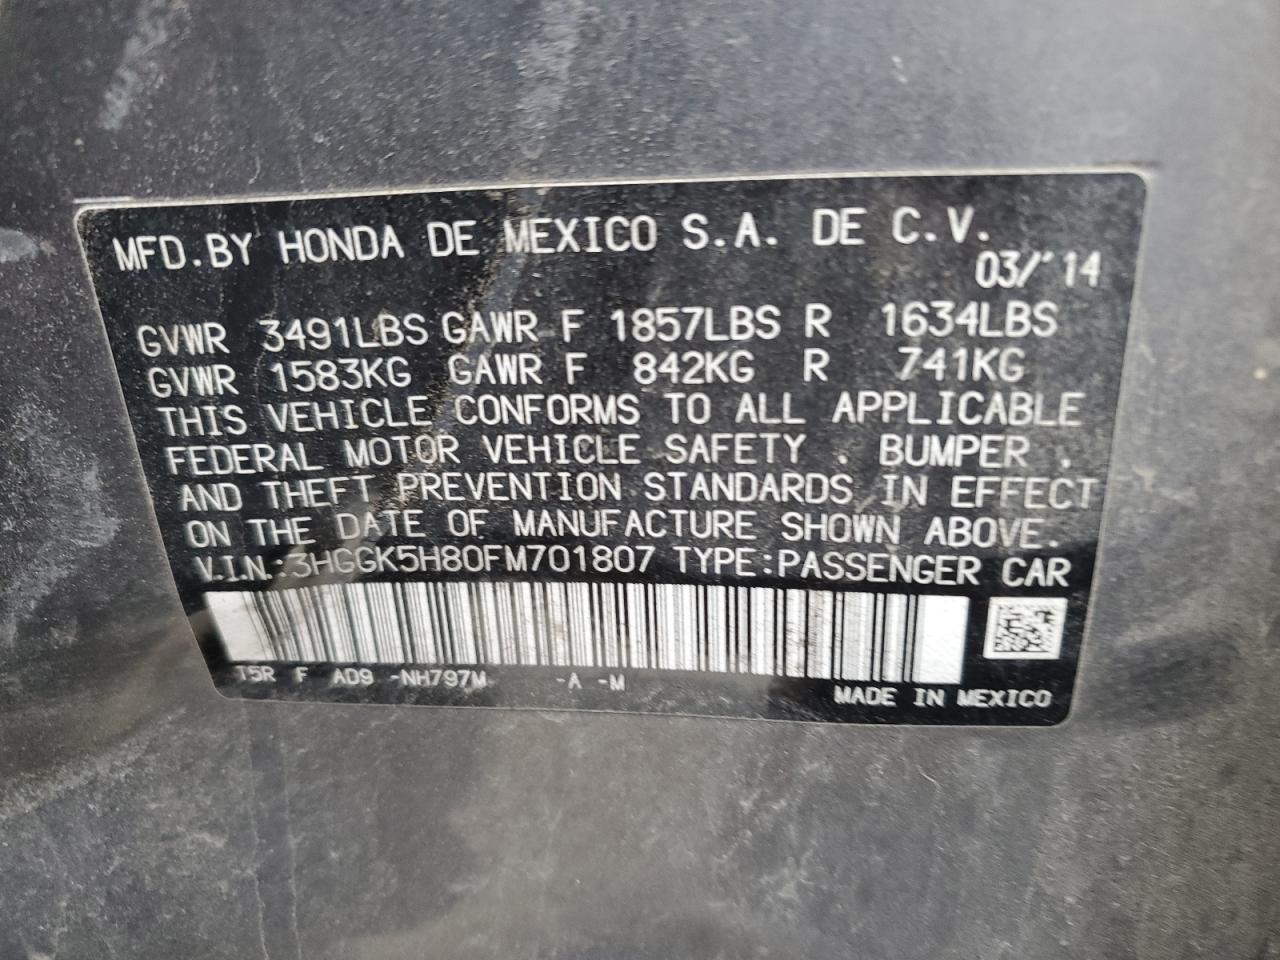 MFD.BY HONDA DE MEXICO S.A. DE C.V.
03/'14
GVWR 3491LBS GAWR F 1857LBS R 1634LBS
GVWR 1583KG GAWR F 842KG R 741KG
THIS VEHICLE CONFORMS TO ALL APPLICABLE
FEDERAL MOTOR VEHICLE SAFETY , BUMPER ,
AND THEFT PREVENTION STANDARDS IN EFFECT
ON THE DATE OF MANUFACTURE SHOWN ABOVE.
V.I.N.:3HGGK5H80FM701807 TYPE:PASSENGER CAR
T5R F AD9 -NH797M -A -M
MADE IN MEXICO